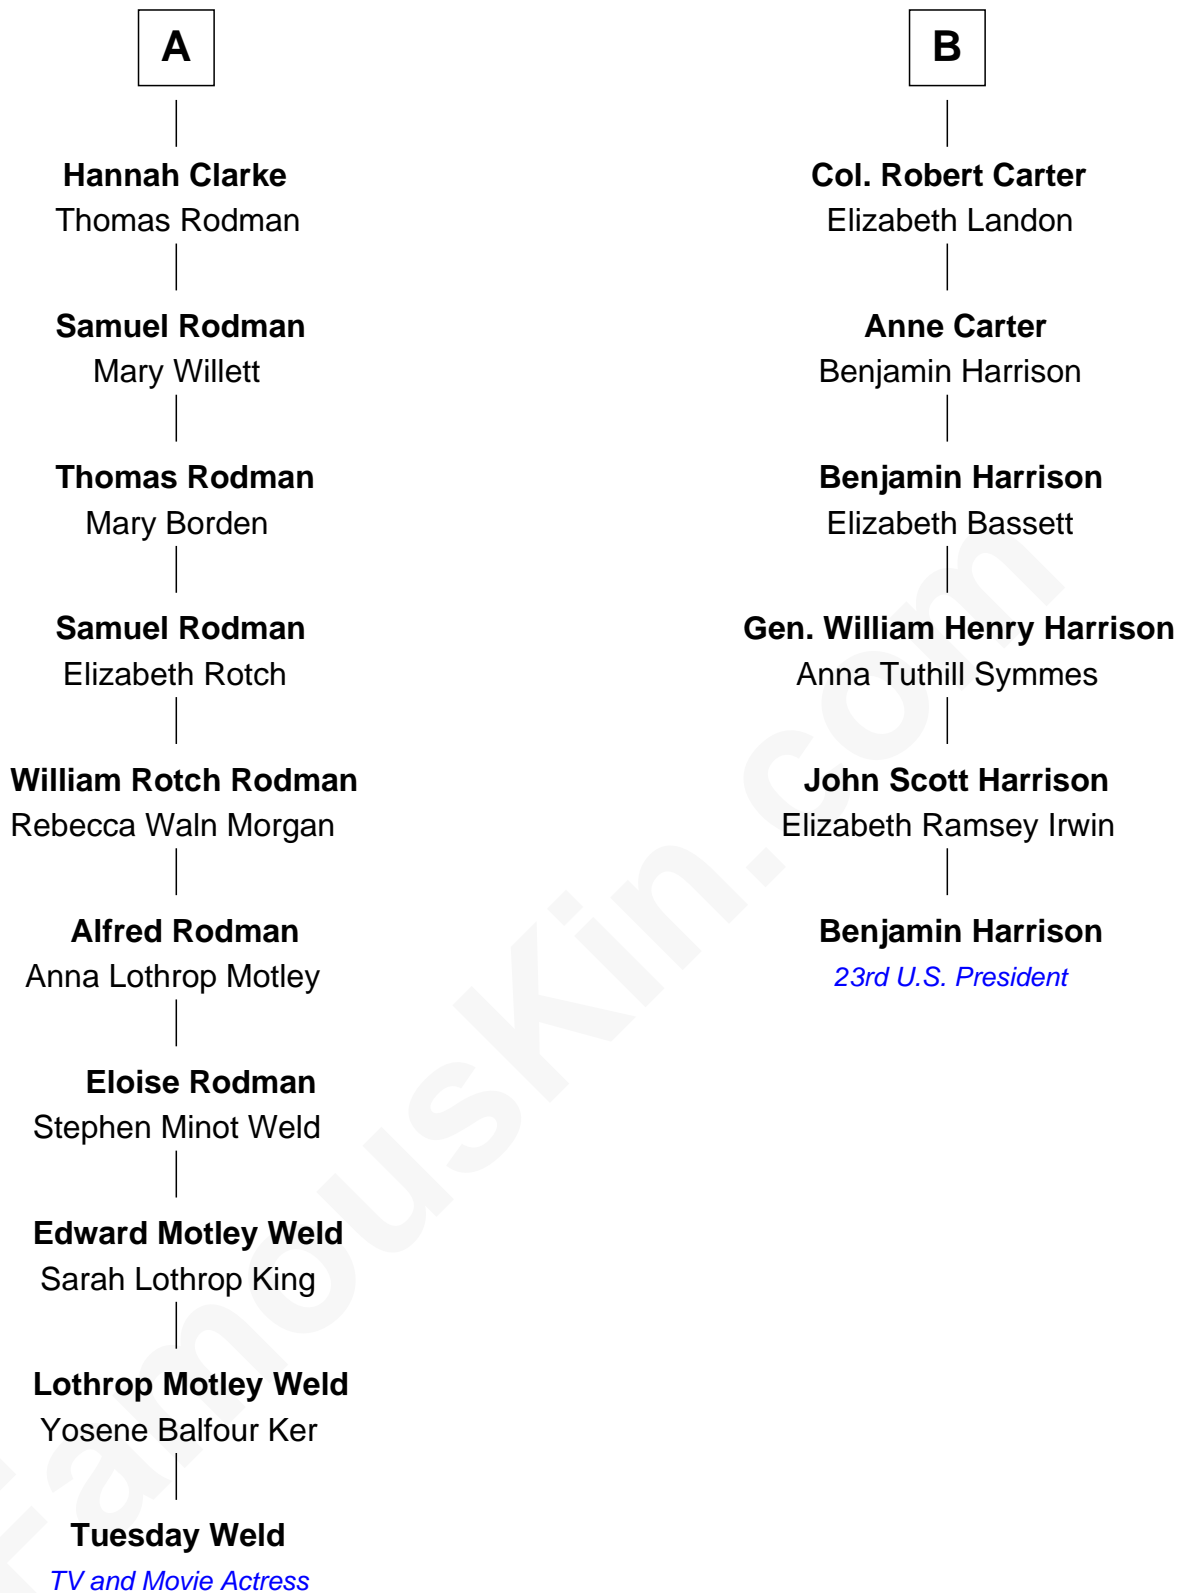 A
Hannah Clarke
Thomas Rodman
Samuel Rodman
Mary Willett
Thomas Rodman
Mary Borden
Samuel Rodman
Elizabeth Rotch
William Rotch Rodman
Rebecca Waln Morgan
Alfred Rodman
Anna Lothrop Motley
Eloise Rodman
Stephen Minot Weld
Edward Motley Weld
Sarah Lothrop King
Lothrop Motley Weld
Yosene Balfour Ker
Tuesday Weld
TV and Movie Actress
B
Col. Robert Carter
Elizabeth Landon
Anne Carter
Benjamin Harrison
Benjamin Harrison
Elizabeth Bassett
Gen. William Henry Harrison
Anna Tuthill Symmes
John Scott Harrison
Elizabeth Ramsey Irwin
Benjamin Harrison
23rd U.S. President
FamousKin.com